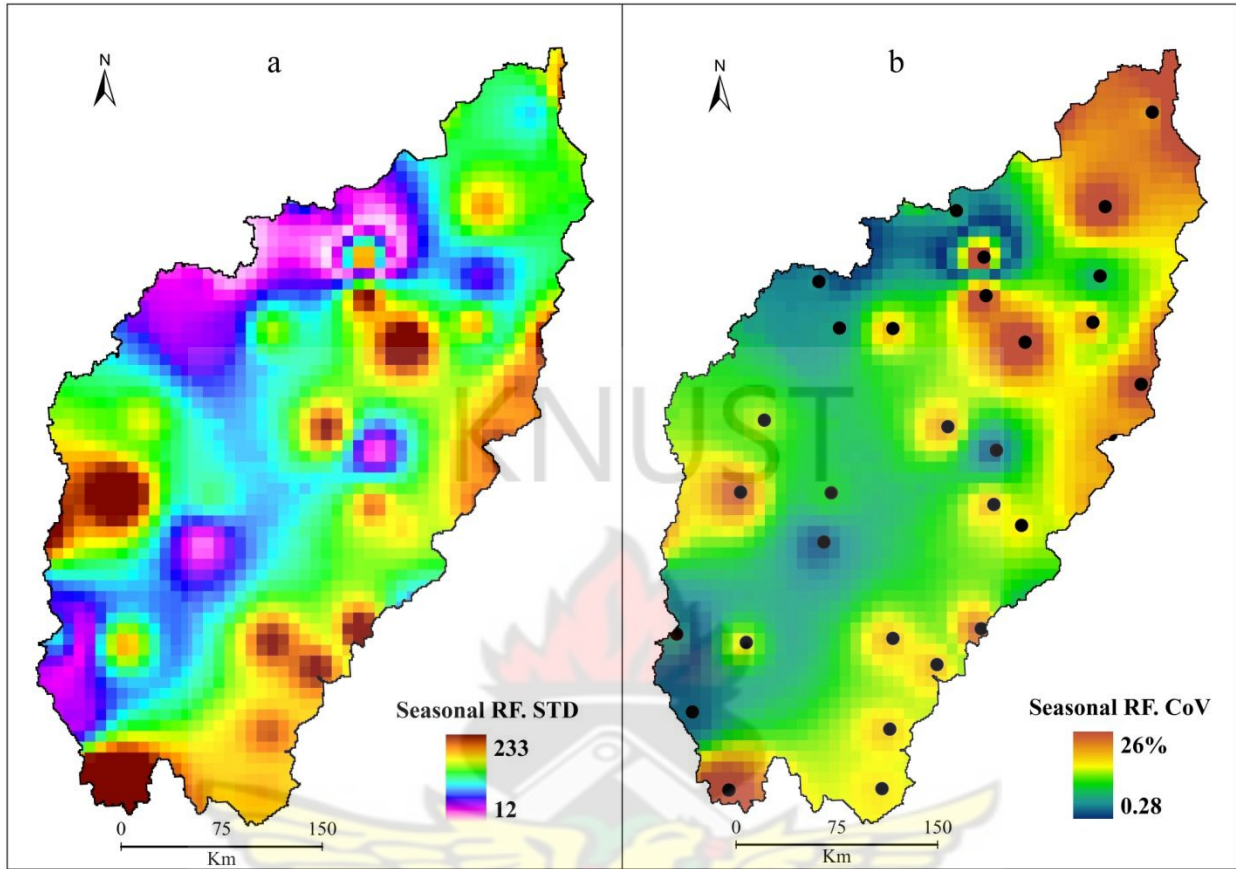 a
N
KNUST
Seasonal RF. STD
233
12
0 75 150
Km
b
N
Seasonal RF. CoV
26%
0.28
0 75 150
Km